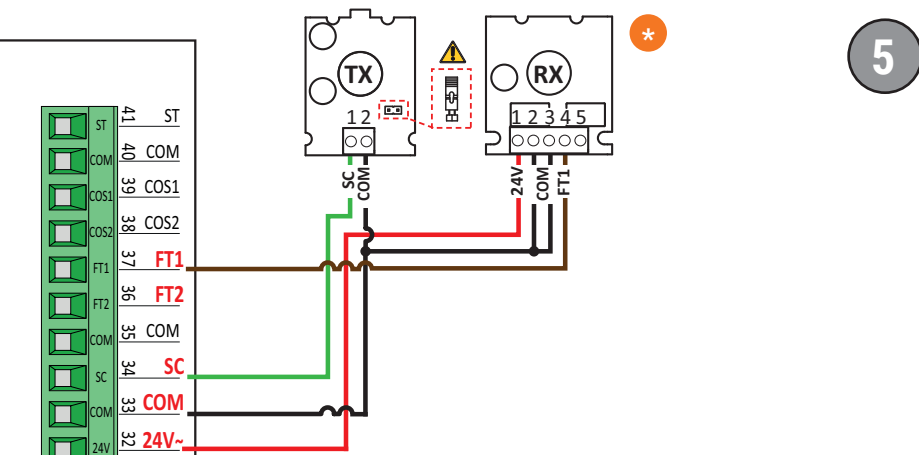 *
5
TX
RX
1 2
1 2 3 4 5
SC
COM
24V
COM
FT1
ST 41 ST
COM 40 COM
COS1 39 COS1
COS2 38 COS2
FT1 37 FT1
FT2 36 FT2
COM 35 COM
SC 34 SC
COM 33 COM
24V 32 24V~